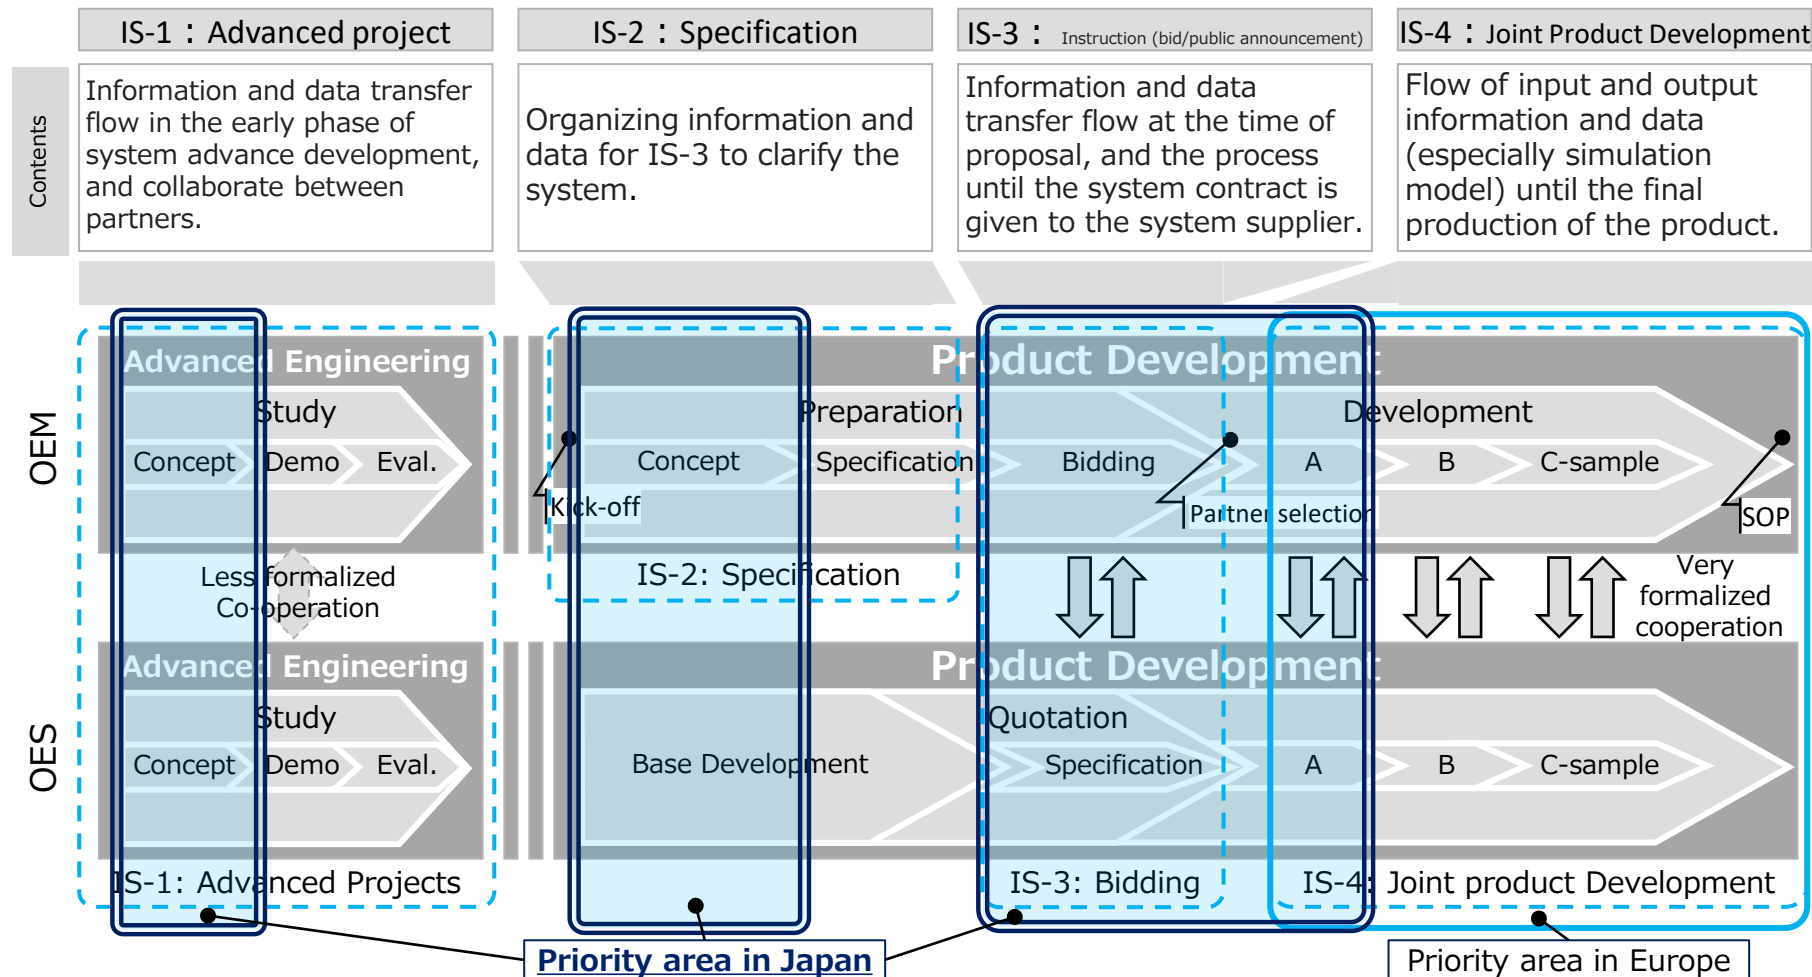 IS-1：Advanced project
IS-2：Specification
IS-3： Instruction (bid/public announcement)
IS-4：Joint Product Development
Contents
Information and data transfer
flow in the early phase of
system advance development,
and collaborate between
partners.
Organizing information and
data for IS-3 to clarify the
system.
Information and data
transfer flow at the time of
proposal, and the process
until the system contract is
given to the system supplier.
Flow of input and output
information and data
(especially simulation
model) until the final
production of the product.
OEM
Advanced Engineering
Study
Concept
Demo
Eval.
Product Development
Preparation
Development
Concept
Specification
Bidding
A
B
C-sample
Kick-off
Partner selection
SOP
Less formalized
Co-operation
IS-2: Specification
Very
formalized
cooperation
OES
Advanced Engineering
Study
Concept
Demo
Eval.
Product Development
Quotation
Base Development
Specification
A
B
C-sample
IS-1: Advanced Projects
IS-3: Bidding
IS-4: Joint product Development
Priority area in Japan
Priority area in Europe